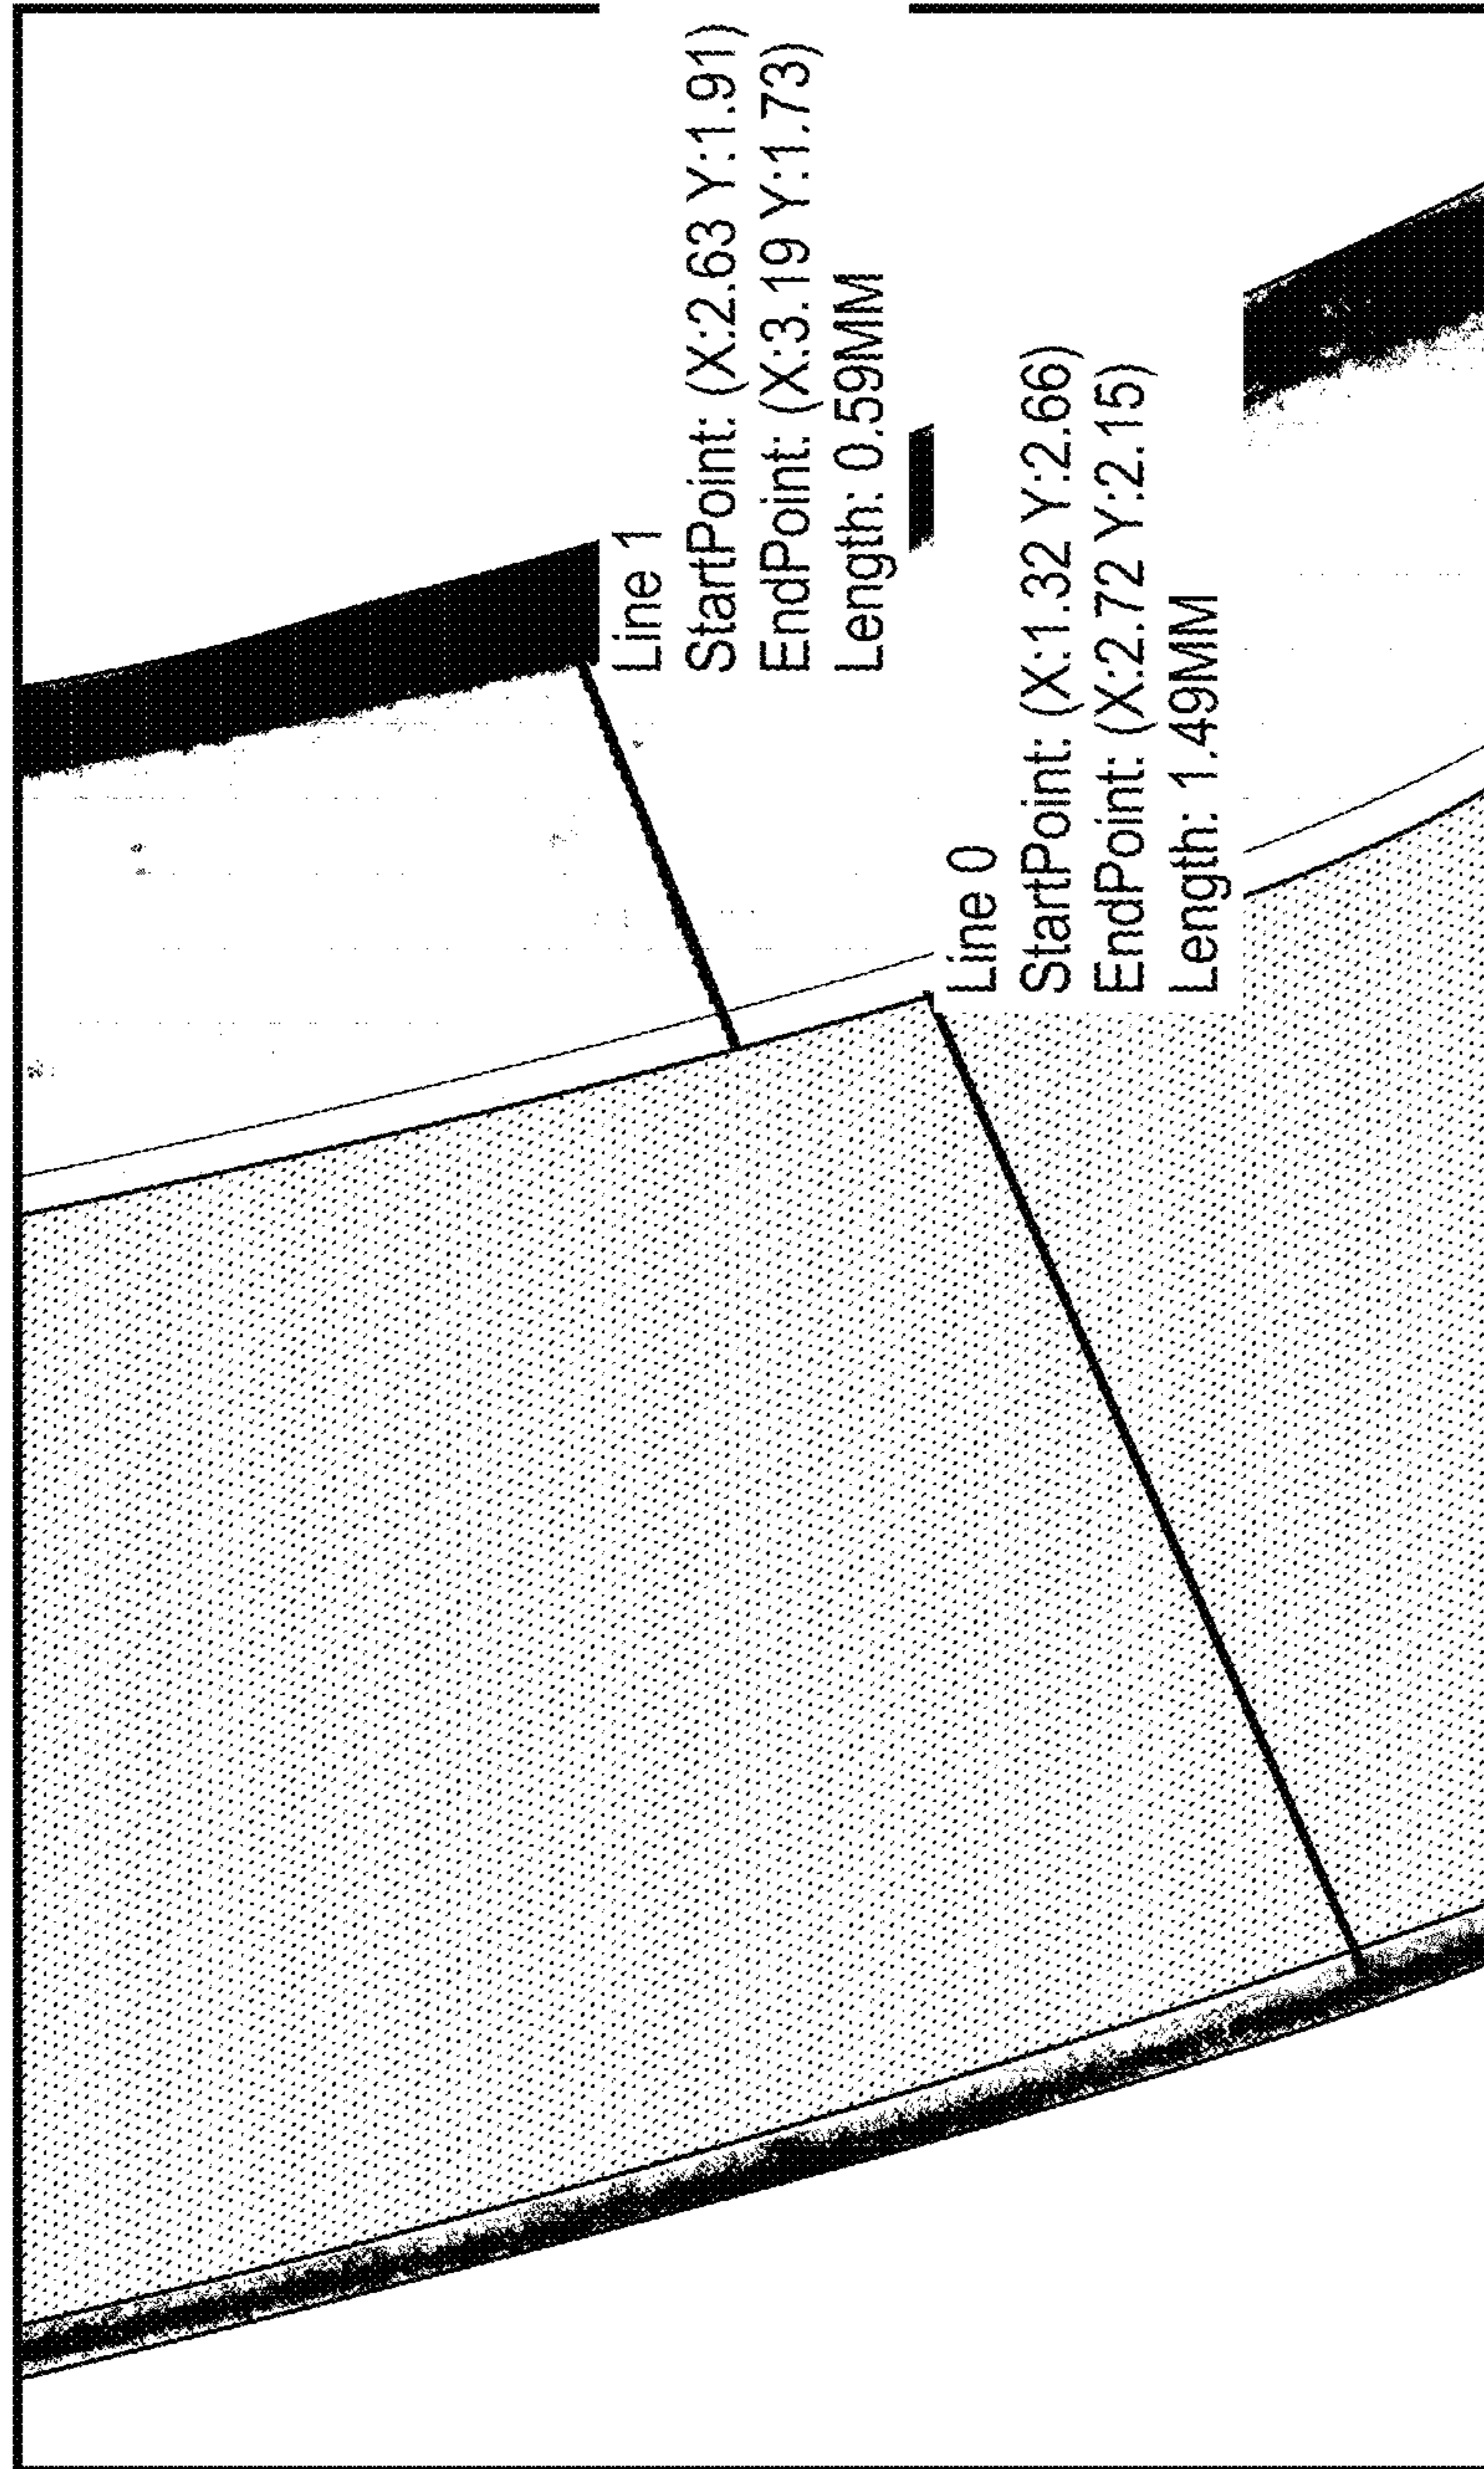 Line 1
StartPoint: (X:2.63 Y:1.91)
EndPoint: (X:3.19 Y:1.73)
Length: 0.59MM
Line 0
StartPoint: (X:1.32 Y:2.66)
EndPoint: (X:2.72 Y:2.15)
Length: 1.49MM